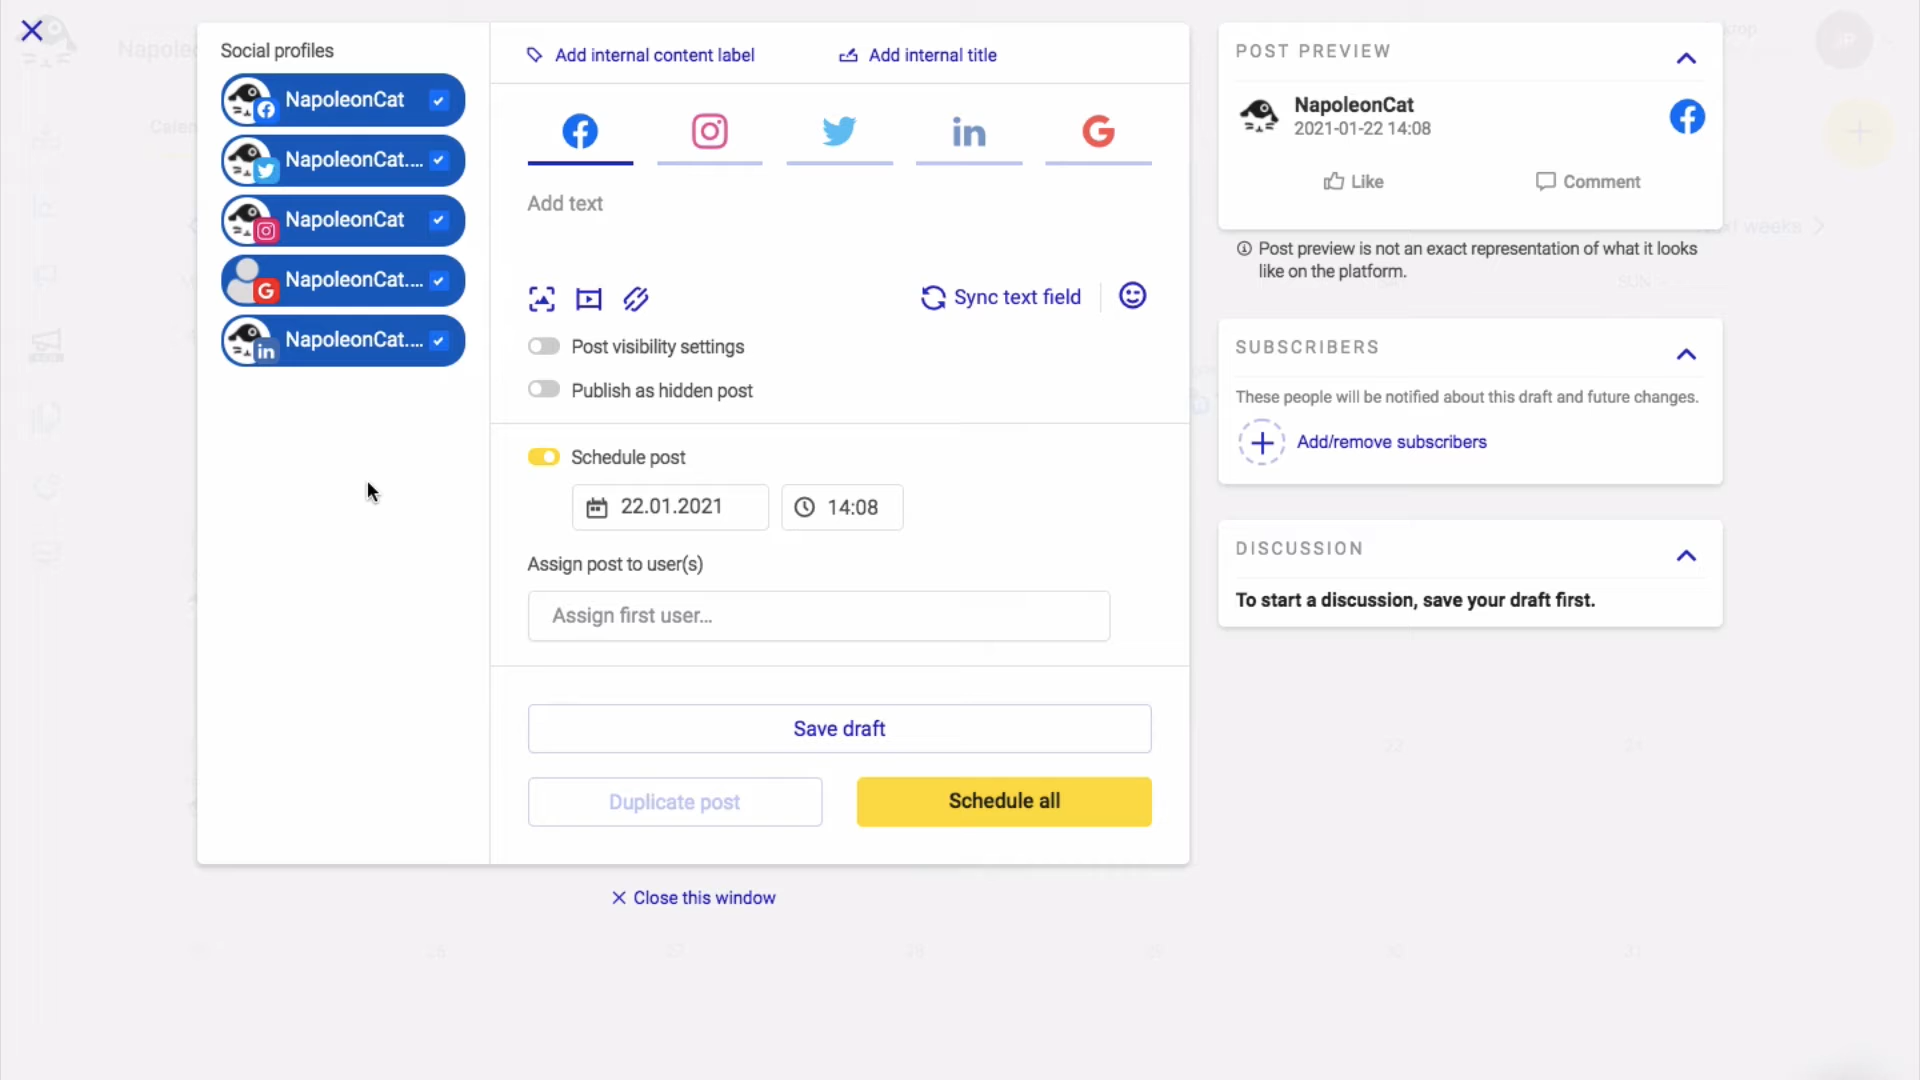 Social profiles
NapoleonCat
NapoleonCat....
NapoleonCat
NapoleonCat....
NapoleonCat....
Add internal content label
Add internal title
Add text
Sync text field
Post visibility settings
Publish as hidden post
Schedule post
22.01.2021
14:08
Assign post to user(s)
Assign first user...
Save draft
Duplicate post
Schedule all
Close this window
POST PREVIEW
NapoleonCat
2021-01-22 14:08
Like
Comment
Post preview is not an exact representation of what it looks
like on the platform.
SUBSCRIBERS
These people will be notified about this draft and future changes.
Add/remove subscribers
DISCUSSION
To start a discussion, save your draft first.